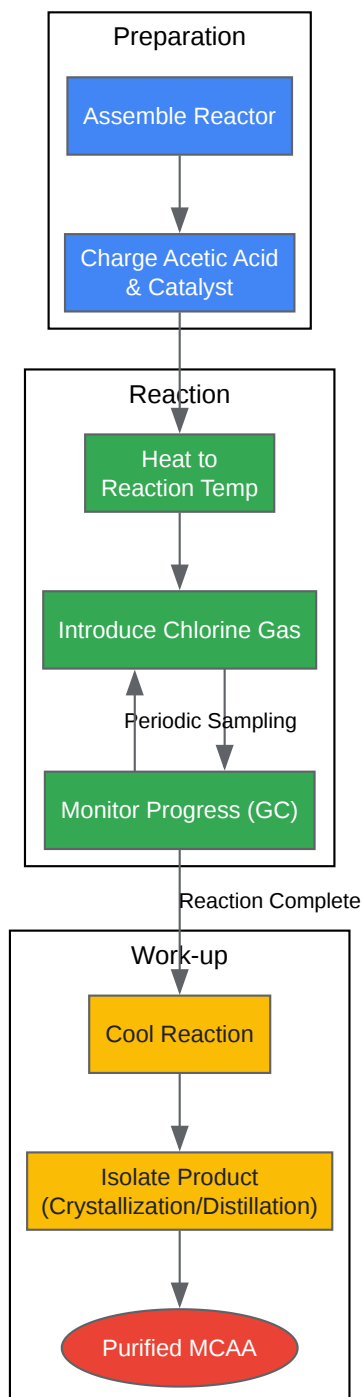 Preparation
Assemble Reactor
Charge Acetic Acid
& Catalyst
Reaction
Heat to
Reaction Temp
Introduce Chlorine Gas
Periodic Sampling
Monitor Progress (GC)
Reaction Complete
Work-up
Cool Reaction
Isolate Product
(Crystallization/Distillation)
Purified MCAA